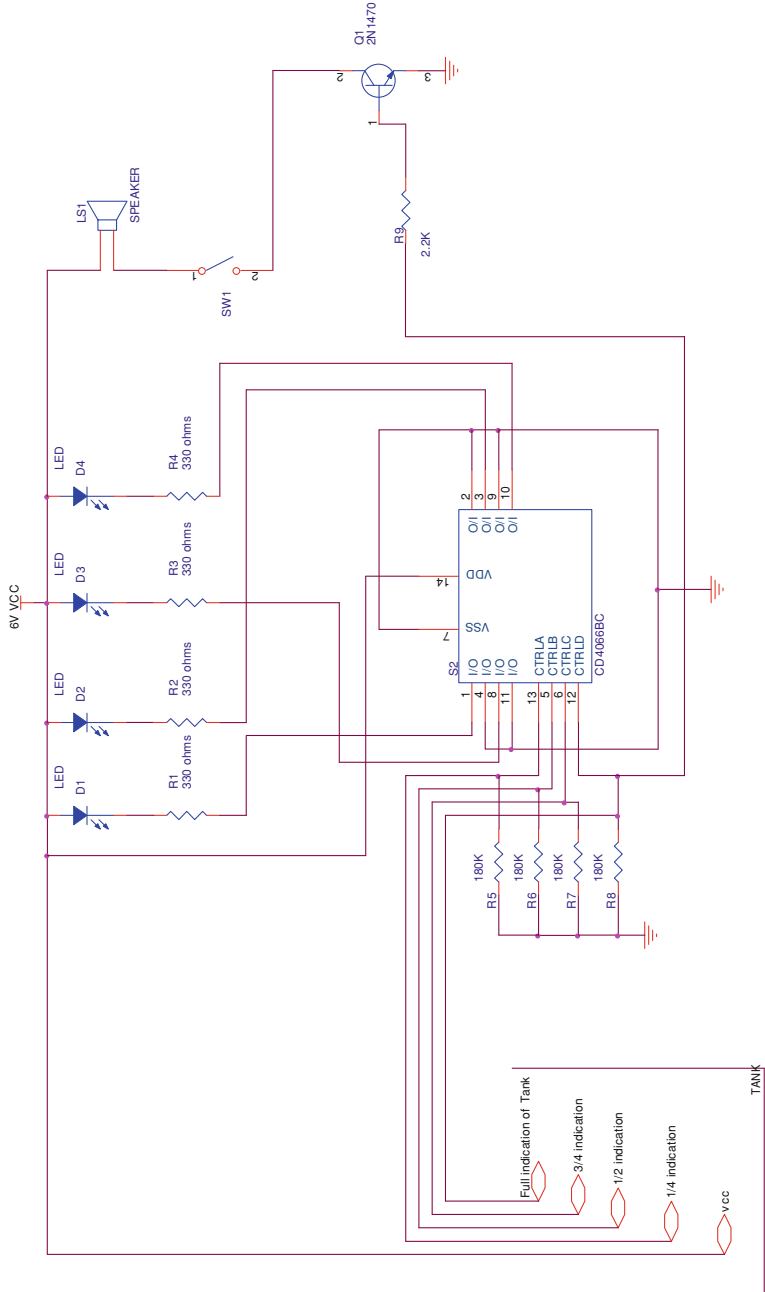 6V VCC
LED
D1
R1
330 ohms
LED
D2
R2
330 ohms
LED
D3
R3
330 ohms
LED
D4
R4
330 ohms
LS1
SPEAKER
SW1
1
2
Q1
2N1470
2
3
1
R9
2.2K
S2
CD4066BC
7
VSS
14
VDD
1
I/O
4
I/O
8
I/O
11
I/O
2
O/I
3
O/I
9
O/I
10
O/I
13
CTRLA
5
CTRLB
6
CTRLC
12
CTRLD
R5
180K
R6
180K
R7
180K
R8
180K
Full indication of Tank
3/4 indication
1/2 indication
1/4 indication
vcc
TANK